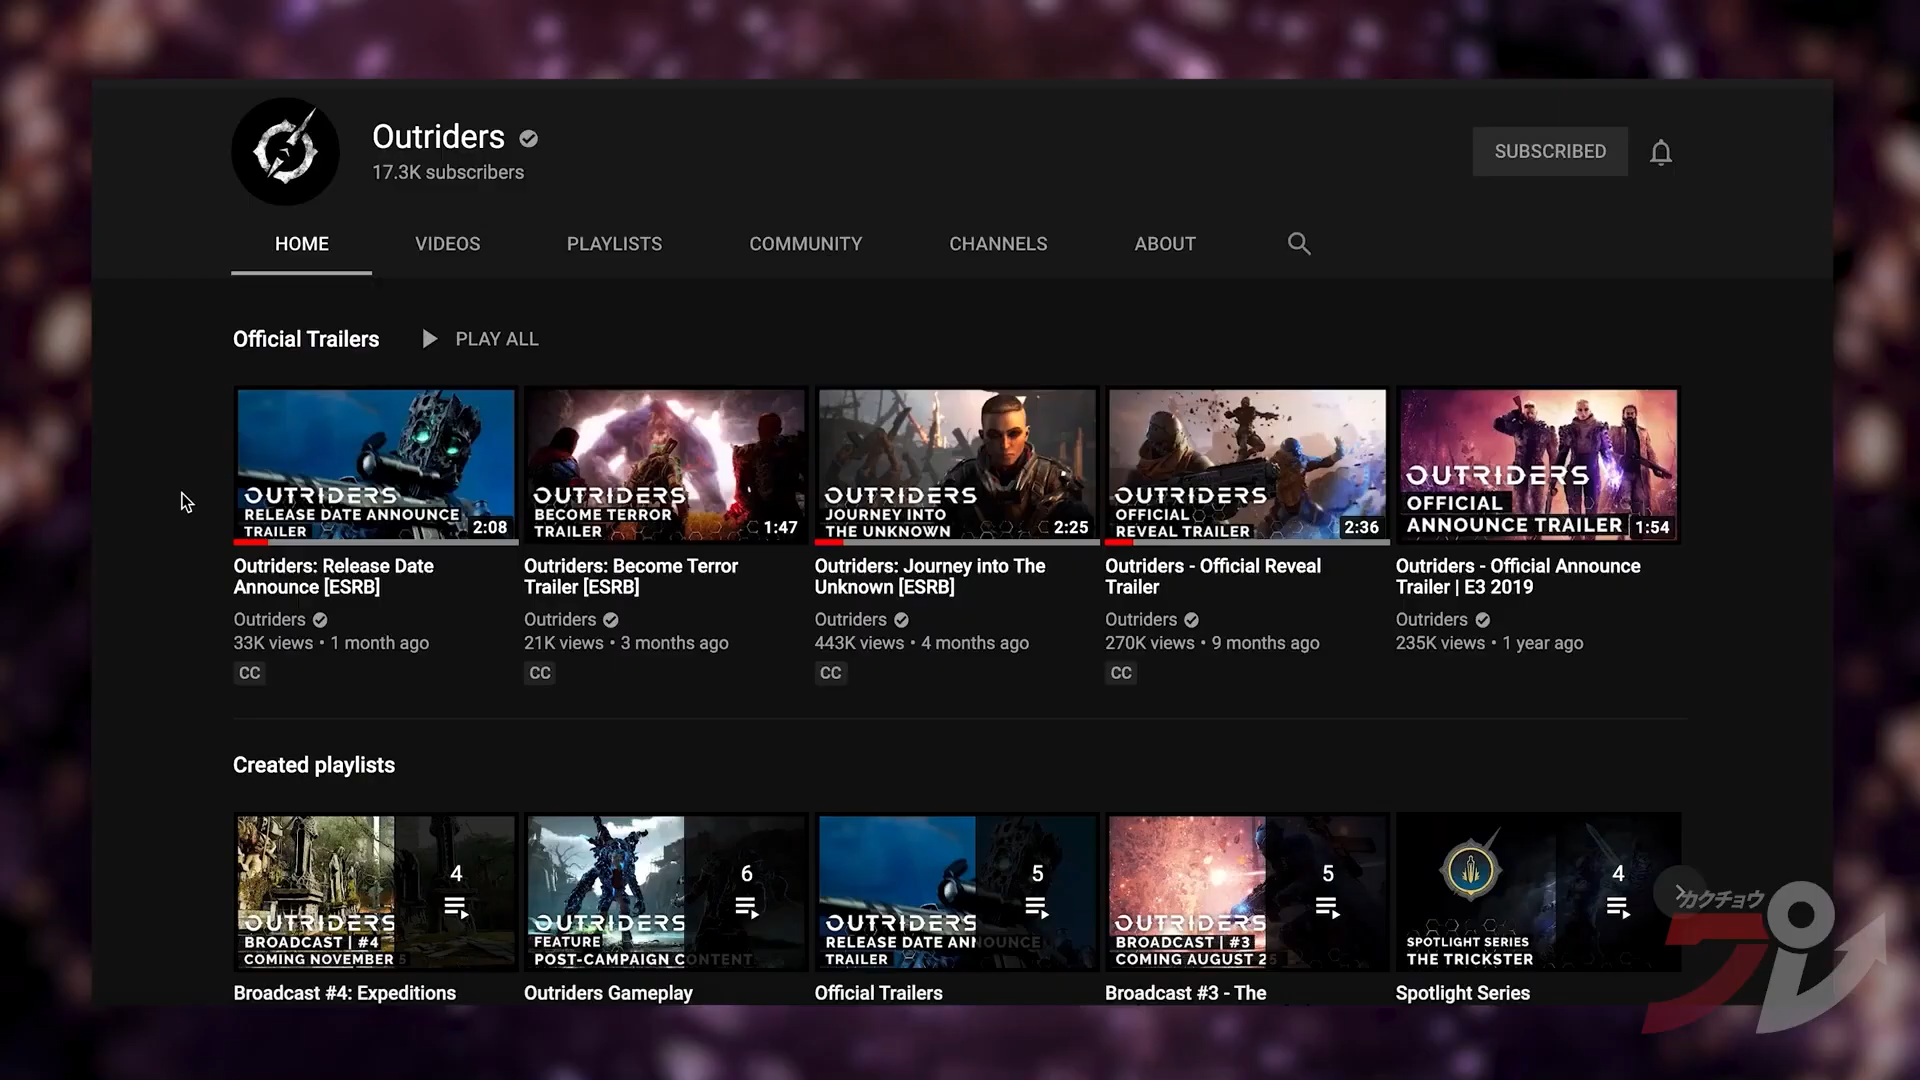 Outriders
17.3K subscribers
SUBSCRIBED
HOME
VIDEOS
PLAYLISTS
COMMUNITY
CHANNELS
ABOUT
Official Trailers
PLAY ALL
OUTRIDERS
RELEASE DATE ANNOUNCE
TRAILER
2:08
OUTRIDERS
BECOME TERROR
TRAILER
1:47
OUTRIDERS
JOURNEY INTO
THE UNKNOWN
2:25
OUTRIDERS
OFFICIAL
REVEAL TRAILER
2:36
OUTRIDERS
OFFICIAL
ANNOUNCE TRAILER
1:54
Outriders: Release Date
Announce [ESRB]
Outriders
33K views • 1 month ago
CC
Outriders: Become Terror
Trailer [ESRB]
Outriders
21K views • 3 months ago
CC
Outriders: Journey into The
Unknown [ESRB]
Outriders
443K views • 4 months ago
CC
Outriders - Official Reveal
Trailer
Outriders
270K views • 9 months ago
CC
Outriders - Official Announce
Trailer | E3 2019
Outriders
235K views • 1 year ago
Created playlists
4
OUTRIDERS
BROADCAST | #4
COMING NOVEMBER 5
6
OUTRIDERS
FEATURE
POST-CAMPAIGN CONTENT
5
OUTRIDERS
RELEASE DATE ANNOUNCE
TRAILER
5
OUTRIDERS
BROADCAST | #3
COMING AUGUST 25
4
SPOTLIGHT SERIES
THE TRICKSTER
Broadcast #4: Expeditions
Outriders Gameplay
Official Trailers
Broadcast #3 - The
Spotlight Series
カクチョウ